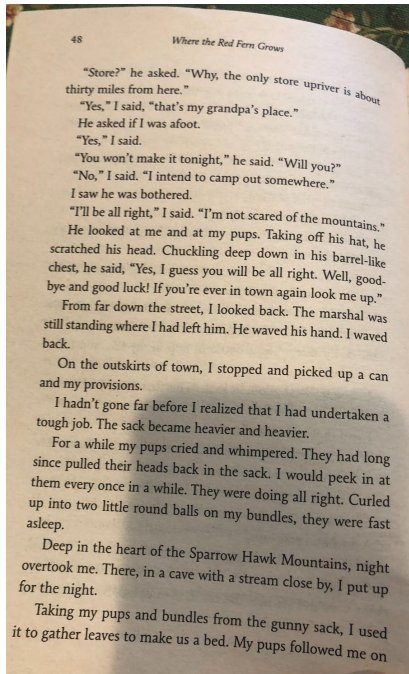 48
Where the Red Fern Grows
“Store?” he asked. “Why, the only store upriver is about
thirty miles from here.”
“Yes,” I said, “that’s my grandpa’s place.”
He asked if I was afoot.
“Yes,” I said.
“You won’t make it tonight,” he said. “Will you?”
“No,” I said. “I intend to camp out somewhere.”
I saw he was bothered.
“I’ll be all right,” I said. “I’m not scared of the mountains.”
He looked at me and at my pups. Taking off his hat, he
scratched his head. Chuckling deep down in his barrel-like
chest, he said, “Yes, I guess you will be all right. Well, good-
bye and good luck! If you’re ever in town again look me up.”
From far down the street, I looked back. The marshal was
still standing where I had left him. He waved his hand. I waved
back.
On the outskirts of town, I stopped and picked up a can
and my provisions.
I hadn’t gone far before I realized that I had undertaken a
tough job. The sack became heavier and heavier.
For a while my pups cried and whimpered. They had long
since pulled their heads back in the sack. I would peek in at
them every once in a while. They were doing all right. Curled
up into two little round balls on my bundles, they were fast
asleep.
Deep in the heart of the Sparrow Hawk Mountains, night
overtook me. There, in a cave with a stream close by, I put up
for the night.
Taking my pups and bundles from the gunny sack, I used
it to gather leaves to make us a bed. My pups followed me on